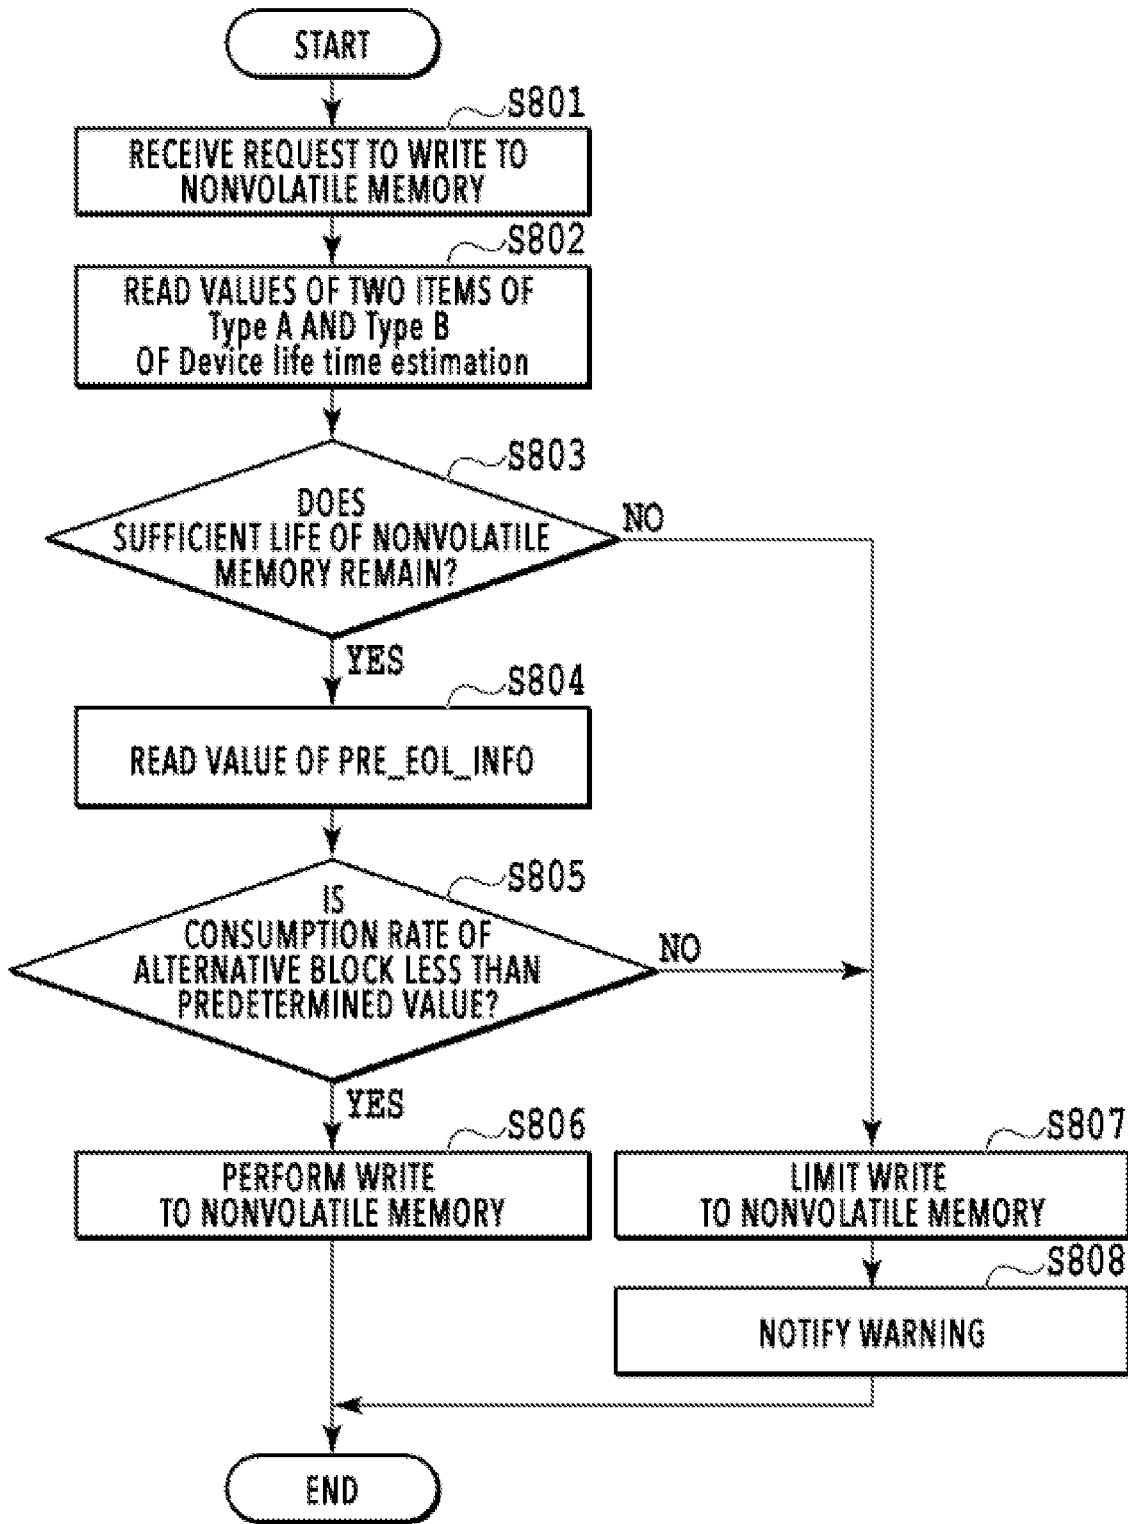 START
S801
RECEIVE REQUEST TO WRITE TO
NONVOLATILE MEMORY
S802
READ VALUES OF TWO ITEMS OF
Type A AND Type B
OF Device life time estimation
S803
DOES
SUFFICIENT LIFE OF NONVOLATILE
MEMORY REMAIN?
NO
YES
S804
READ VALUE OF PRE_EOL_INFO
S805
IS
CONSUMPTION RATE OF
ALTERNATIVE BLOCK LESS THAN
PREDETERMINED VALUE?
NO
YES
S806
PERFORM WRITE
TO NONVOLATILE MEMORY
S807
LIMIT WRITE
TO NONVOLATILE MEMORY
S808
NOTIFY WARNING
END